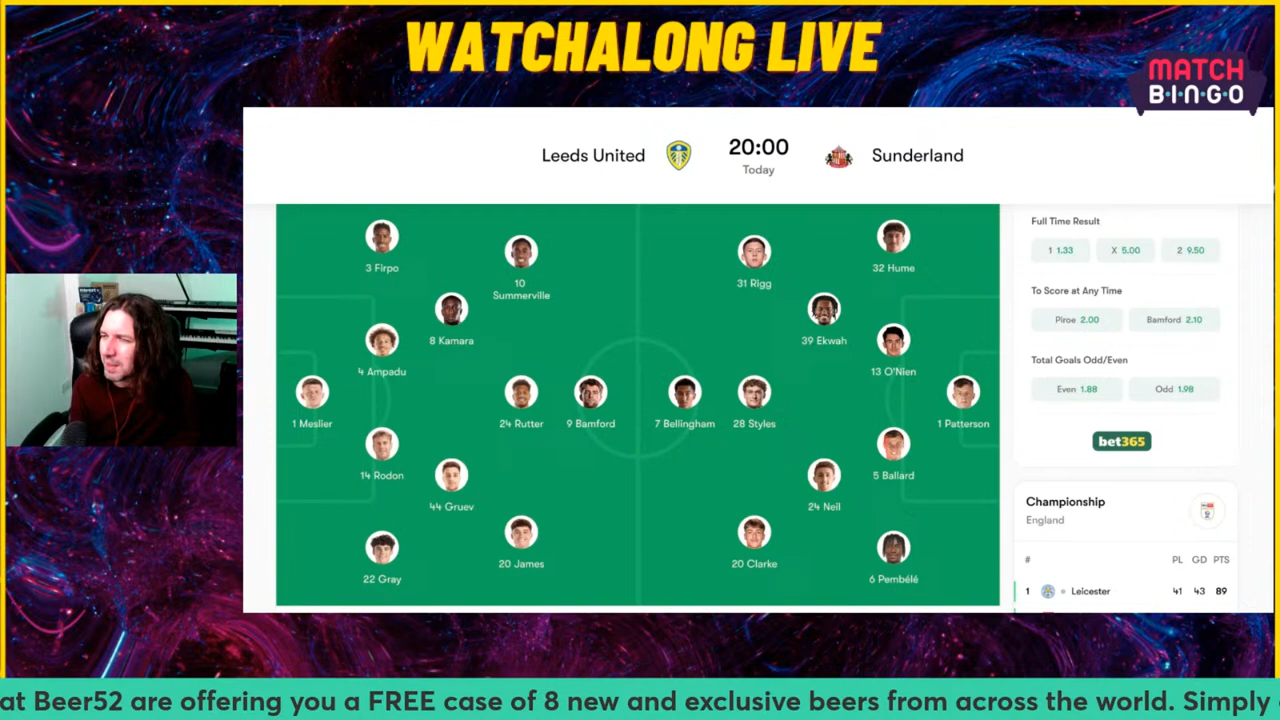 WATCHALONG LIVE
MATCH
B·I·N·G·O
Leeds United
20:00
Today
Sunderland
3 Firpo
10
Summerville
8 Kamara
4 Ampadu
1 Meslier
24 Rutter
9 Bamford
14 Rodon
44 Gruev
20 James
22 Gray
31 Rigg
32 Hume
39 Ekwah
13 O'Nien
7 Bellingham
28 Styles
1 Patterson
5 Ballard
24 Neil
20 Clarke
6 Pembélé
Full Time Result
1 1.33
X 5.00
2 9.50
To Score at Any Time
Piroe 2.00
Bamford 2.10
Total Goals Odd/Even
Even 1.88
Odd 1.98
bet365
Championship
England
# PL GD PTS
1 Leicester 41 43 89
at Beer52 are offering you a FREE case of 8 new and exclusive beers from across the world. Simply